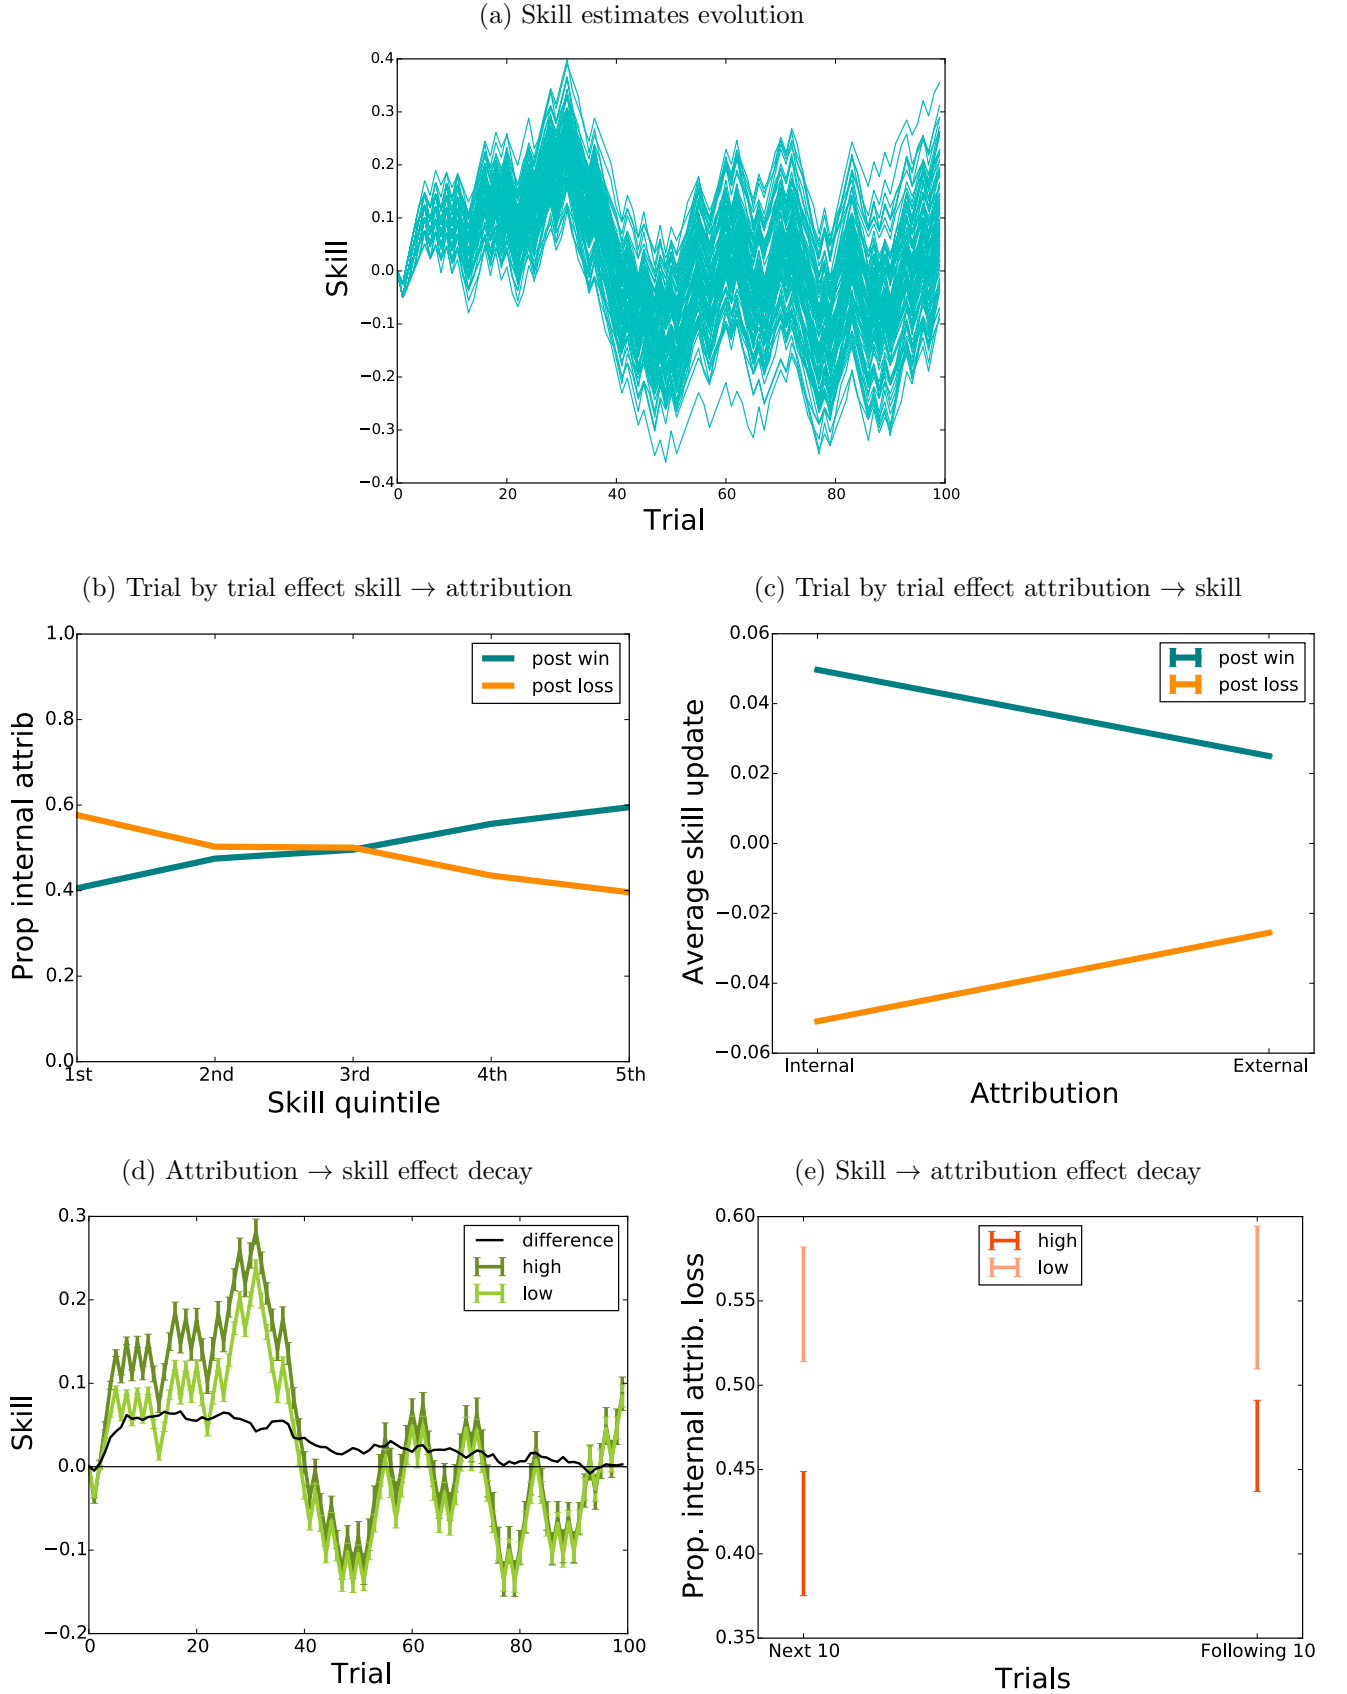 (a) Skill estimates evolution
0.4
0.3
0.2
0.1
0.0
−0.1
−0.2
−0.3
−0.4
Skill
0 20 40 60 80 100
Trial
(b) Trial by trial effect skill → attribution
1.0
0.8
0.6
0.4
0.2
0.0
Prop internal attrib
post win
post loss
1st 2nd 3rd 4th 5th
Skill quintile
(c) Trial by trial effect attribution → skill
0.06
0.04
0.02
0.00
−0.02
−0.04
−0.06
Average skill update
post win
post loss
Internal External
Attribution
(d) Attribution → skill effect decay
0.3
0.2
0.1
0.0
−0.1
−0.2
Skill
difference
high
low
0 20 40 60 80 100
Trial
(e) Skill → attribution effect decay
0.60
0.55
0.50
0.45
0.40
0.35
Prop. internal attrib. loss
high
low
Next 10 Following 10
Trials